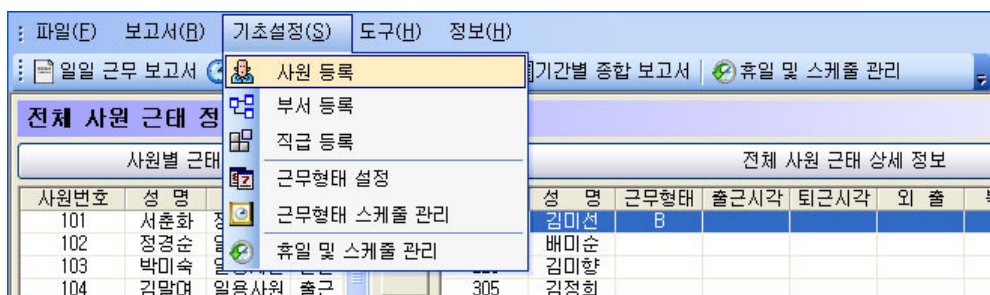 파일(F) 보고서(R) 기초설정(S) 도구(H) 정보(H)
일일 근무 보고서 기간별 종합 보고서 휴일 및 스케줄 관리
사원 등록
부서 등록
직급 등록
근무형태 설정
근무형태 스케줄 관리
휴일 및 스케줄 관리
전체 사원 근태 정
사원별 근태 전체 사원 근태 상세 정보
사원번호 성 명 성 명 근무형태 출근시각 퇴근시각 외 출
101 서춘화 김미선 B
102 정경순 배미순
103 박미숙 김미향
104 김말여 일용사원 출근 305 김정희